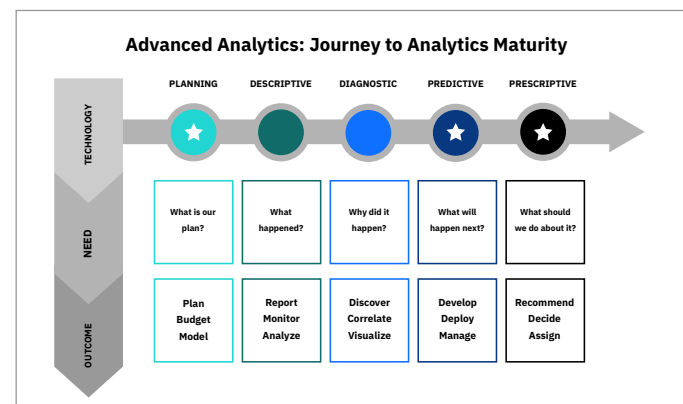 Advanced Analytics: Journey to Analytics Maturity
PLANNING
DESCRIPTIVE
DIAGNOSTIC
PREDICTIVE
PRESCRIPTIVE
TECHNOLOGY
NEED
What is our
plan?
What
happened?
Why did it
happen?
What will
happen next?
What should
we do about it?
OUTCOME
Plan
Budget
Model
Report
Monitor
Analyze
Discover
Correlate
Visualize
Develop
Deploy
Manage
Recommend
Decide
Assign